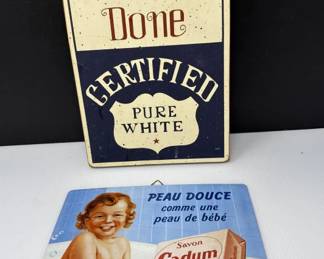 Done
CERTIFIED
PURE
WHITE
PEAU DOUCE
comme une
peau de bébé
Savon
Cadum